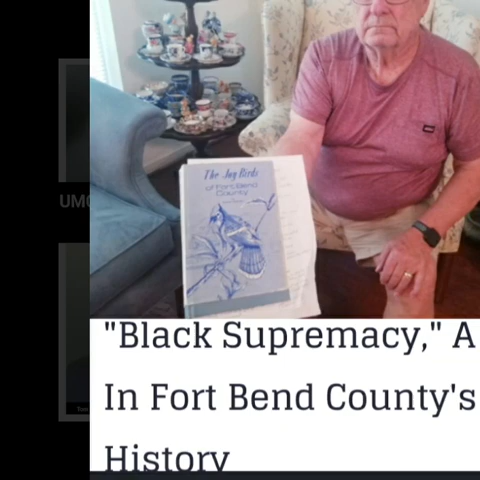 The Jay Birds
of Fort Bend
County
UMC
"Black Supremacy," A
In Fort Bend County's
History